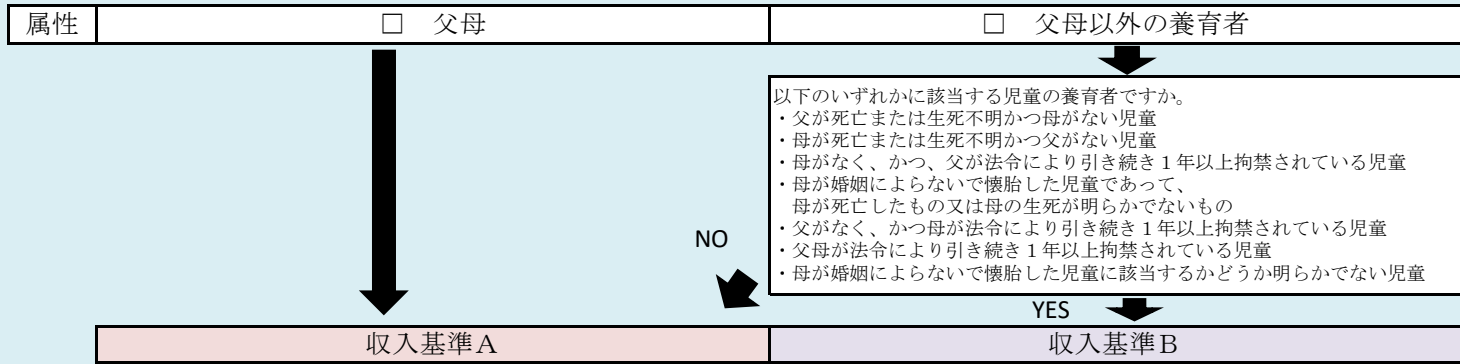 属性
□ 父母
□ 父母以外の養育者
以下のいずれかに該当する児童の養育者ですか。
・父が死亡または生死不明かつ母がない児童
・母が死亡または生死不明かつ父がない児童
・母がなく、かつ、父が法令により引き続き１年以上拘禁されている児童
・母が婚姻によらないで懐胎した児童であって、
母が死亡したもの又は母の生死が明らかでないもの
・父がなく、かつ母が法令により引き続き１年以上拘禁されている児童
・父母が法令により引き続き１年以上拘禁されている児童
・母が婚姻によらないで懐胎した児童に該当するかどうか明らかでない児童
NO
YES
収入基準Ａ
収入基準Ｂ